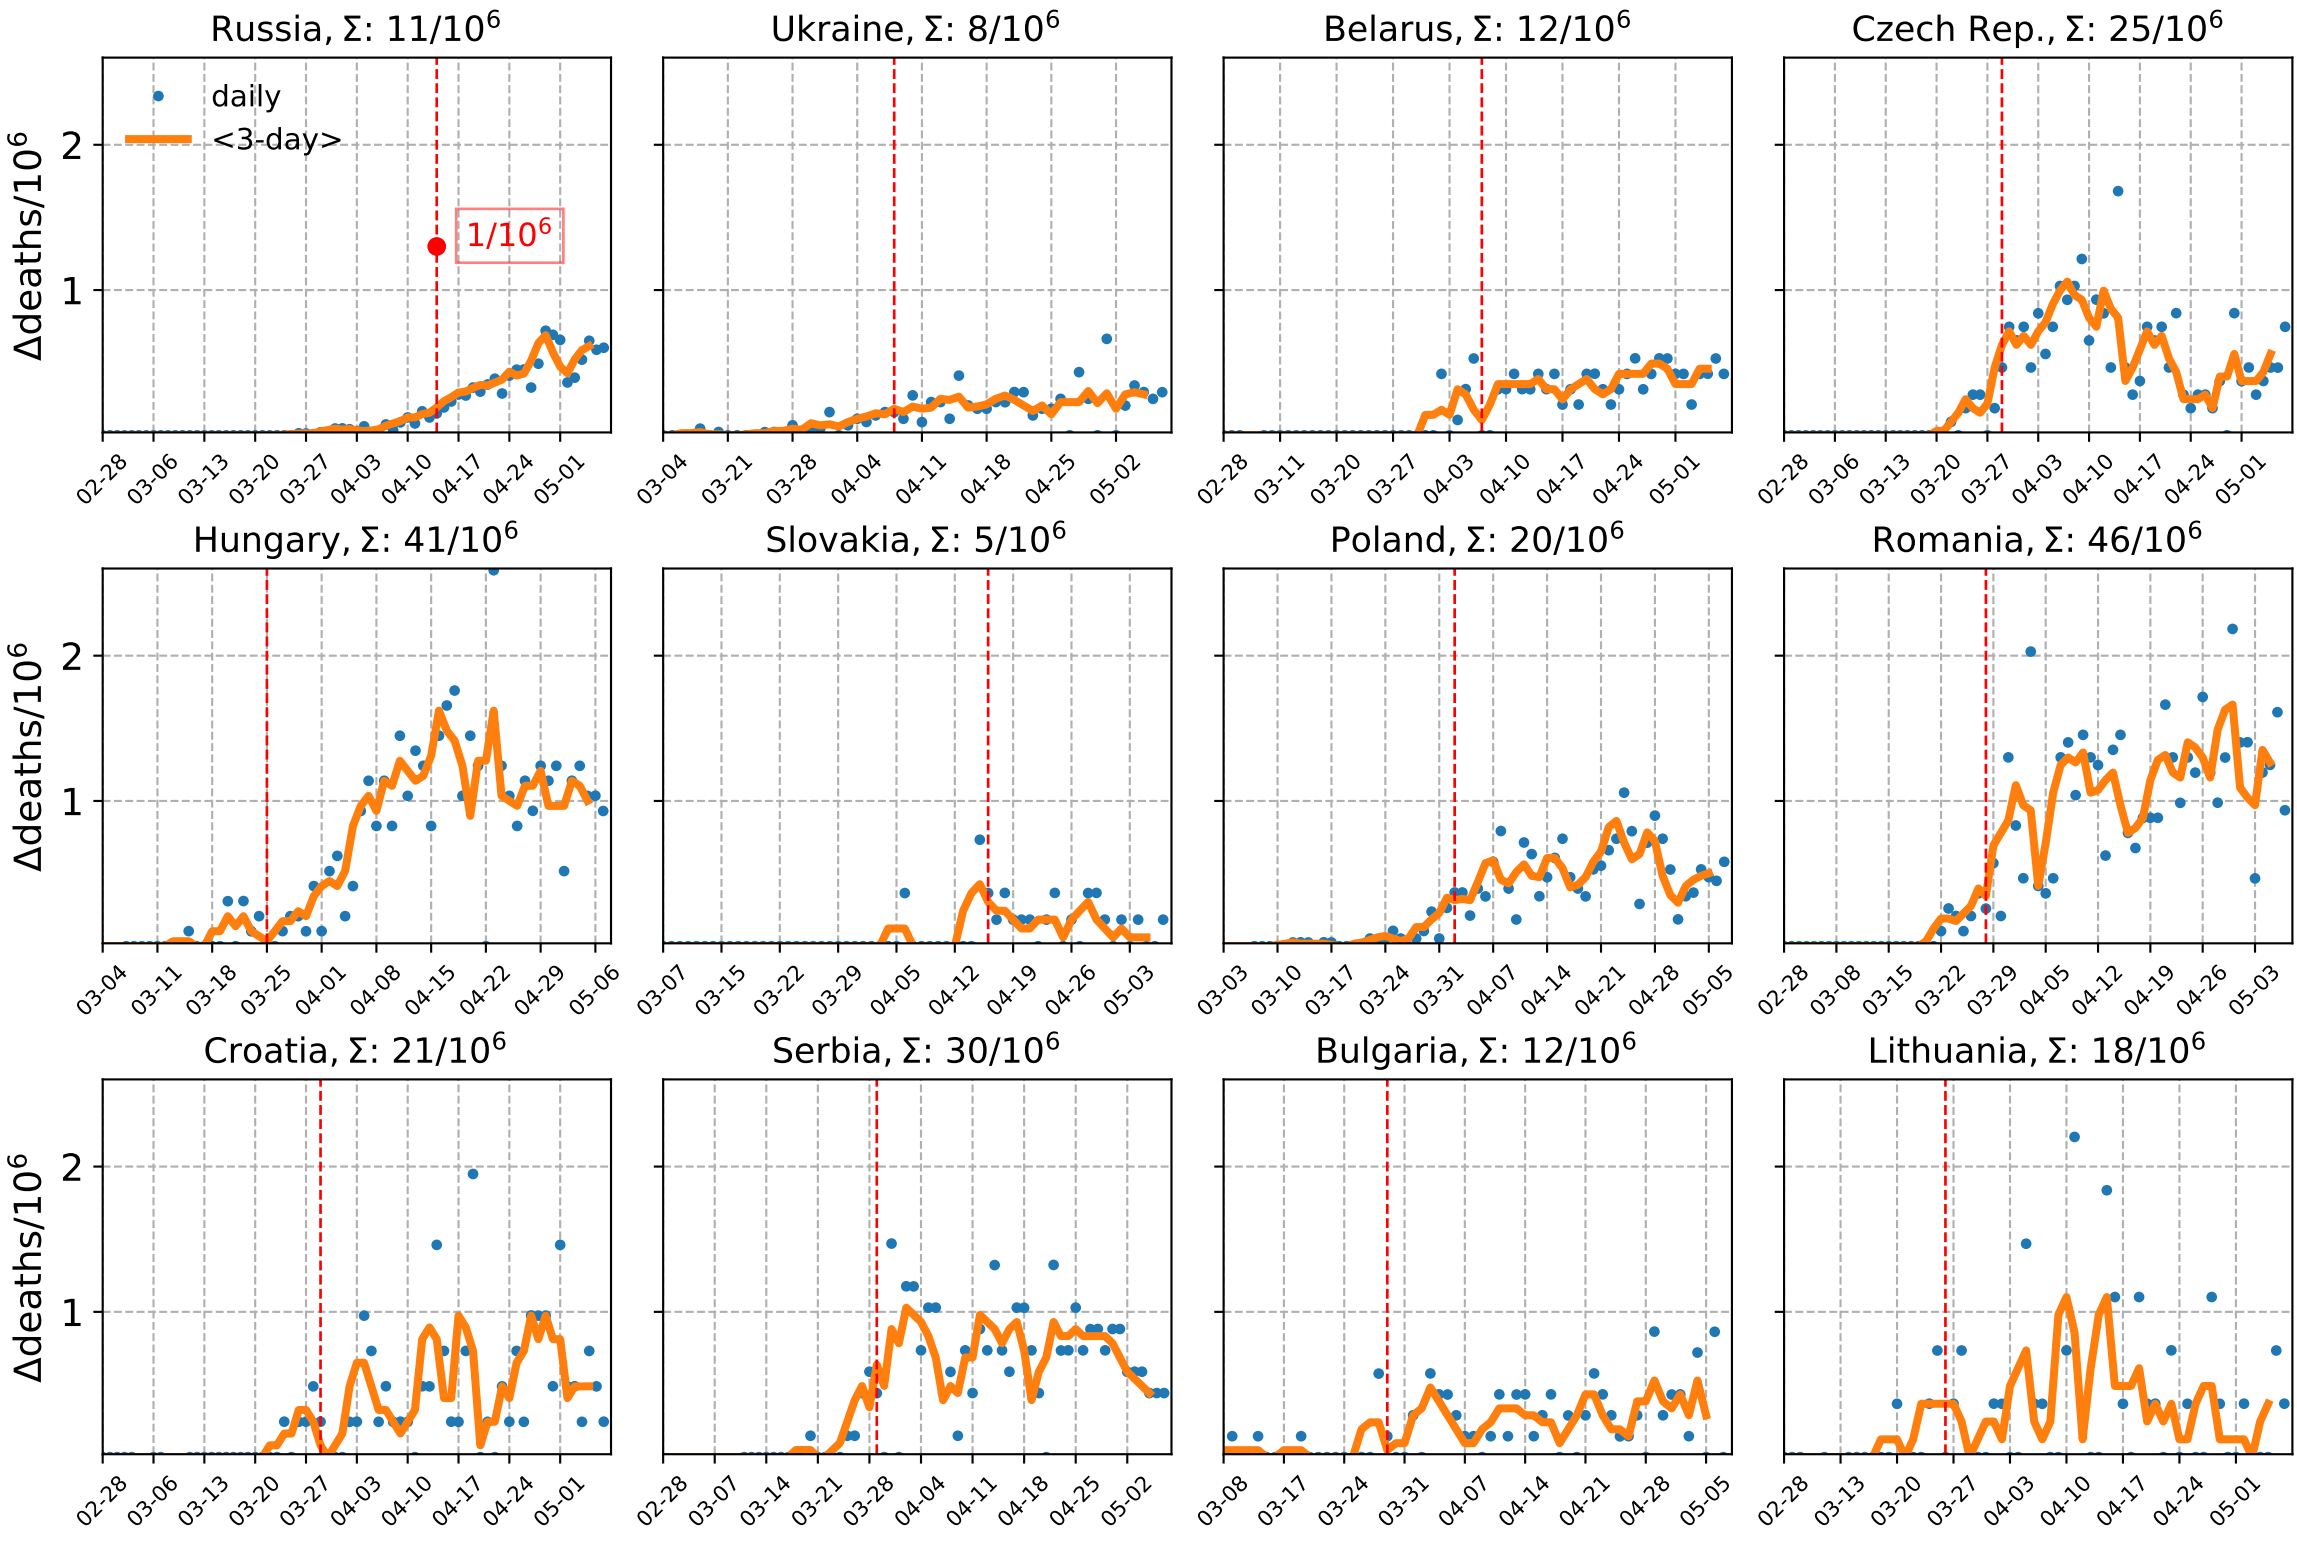 Russia, Σ: 11/10⁶
Ukraine, Σ: 8/10⁶
Belarus, Σ: 12/10⁶
Czech Rep., Σ: 25/10⁶
Δdeaths/10⁶
2
1
daily
<3-day>
1/10⁶
02-28 03-06 03-13 03-20 03-27 04-03 04-10 04-17 04-24 05-01
03-04 03-21 03-28 04-04 04-11 04-18 04-25 05-02
02-28 03-11 03-20 03-27 04-03 04-10 04-17 04-24 05-01
02-28 03-06 03-13 03-20 03-27 04-03 04-10 04-17 04-24 05-01
Hungary, Σ: 41/10⁶
Slovakia, Σ: 5/10⁶
Poland, Σ: 20/10⁶
Romania, Σ: 46/10⁶
Δdeaths/10⁶
2
1
03-04 03-11 03-18 03-25 04-01 04-08 04-15 04-22 04-29 05-06
03-07 03-15 03-22 03-29 04-05 04-12 04-19 04-26 05-03
03-03 03-10 03-17 03-24 03-31 04-07 04-14 04-21 04-28 05-05
02-28 03-08 03-15 03-22 03-29 04-05 04-12 04-19 04-26 05-03
Croatia, Σ: 21/10⁶
Serbia, Σ: 30/10⁶
Bulgaria, Σ: 12/10⁶
Lithuania, Σ: 18/10⁶
Δdeaths/10⁶
2
1
02-28 03-06 03-13 03-20 03-27 04-03 04-10 04-17 04-24 05-01
02-28 03-07 03-14 03-21 03-28 04-04 04-11 04-18 04-25 05-02
03-08 03-17 03-24 03-31 04-07 04-14 04-21 04-28 05-05
02-28 03-13 03-20 03-27 04-03 04-10 04-17 04-24 05-01